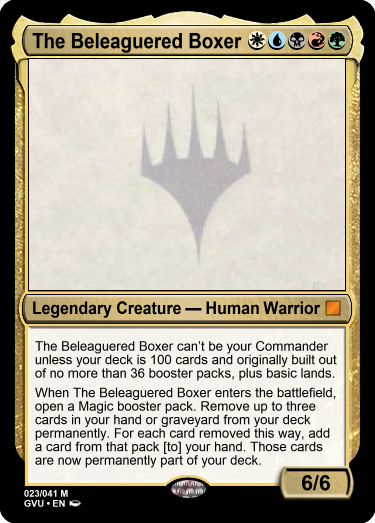 The Beleaguered Boxer
Legendary Creature — Human Warrior
The Beleaguered Boxer can't be your Commander
unless your deck is 100 cards and originally built out
of no more than 36 booster packs, plus basic lands.
When The Beleaguered Boxer enters the battlefield,
open a Magic booster pack. Remove up to three
cards in your hand or graveyard from your deck
permanently. For each card removed this way, add
a card from that pack [to] your hand. Those cards
are now permanently part of your deck.
6/6
023/041 M
GVU • EN